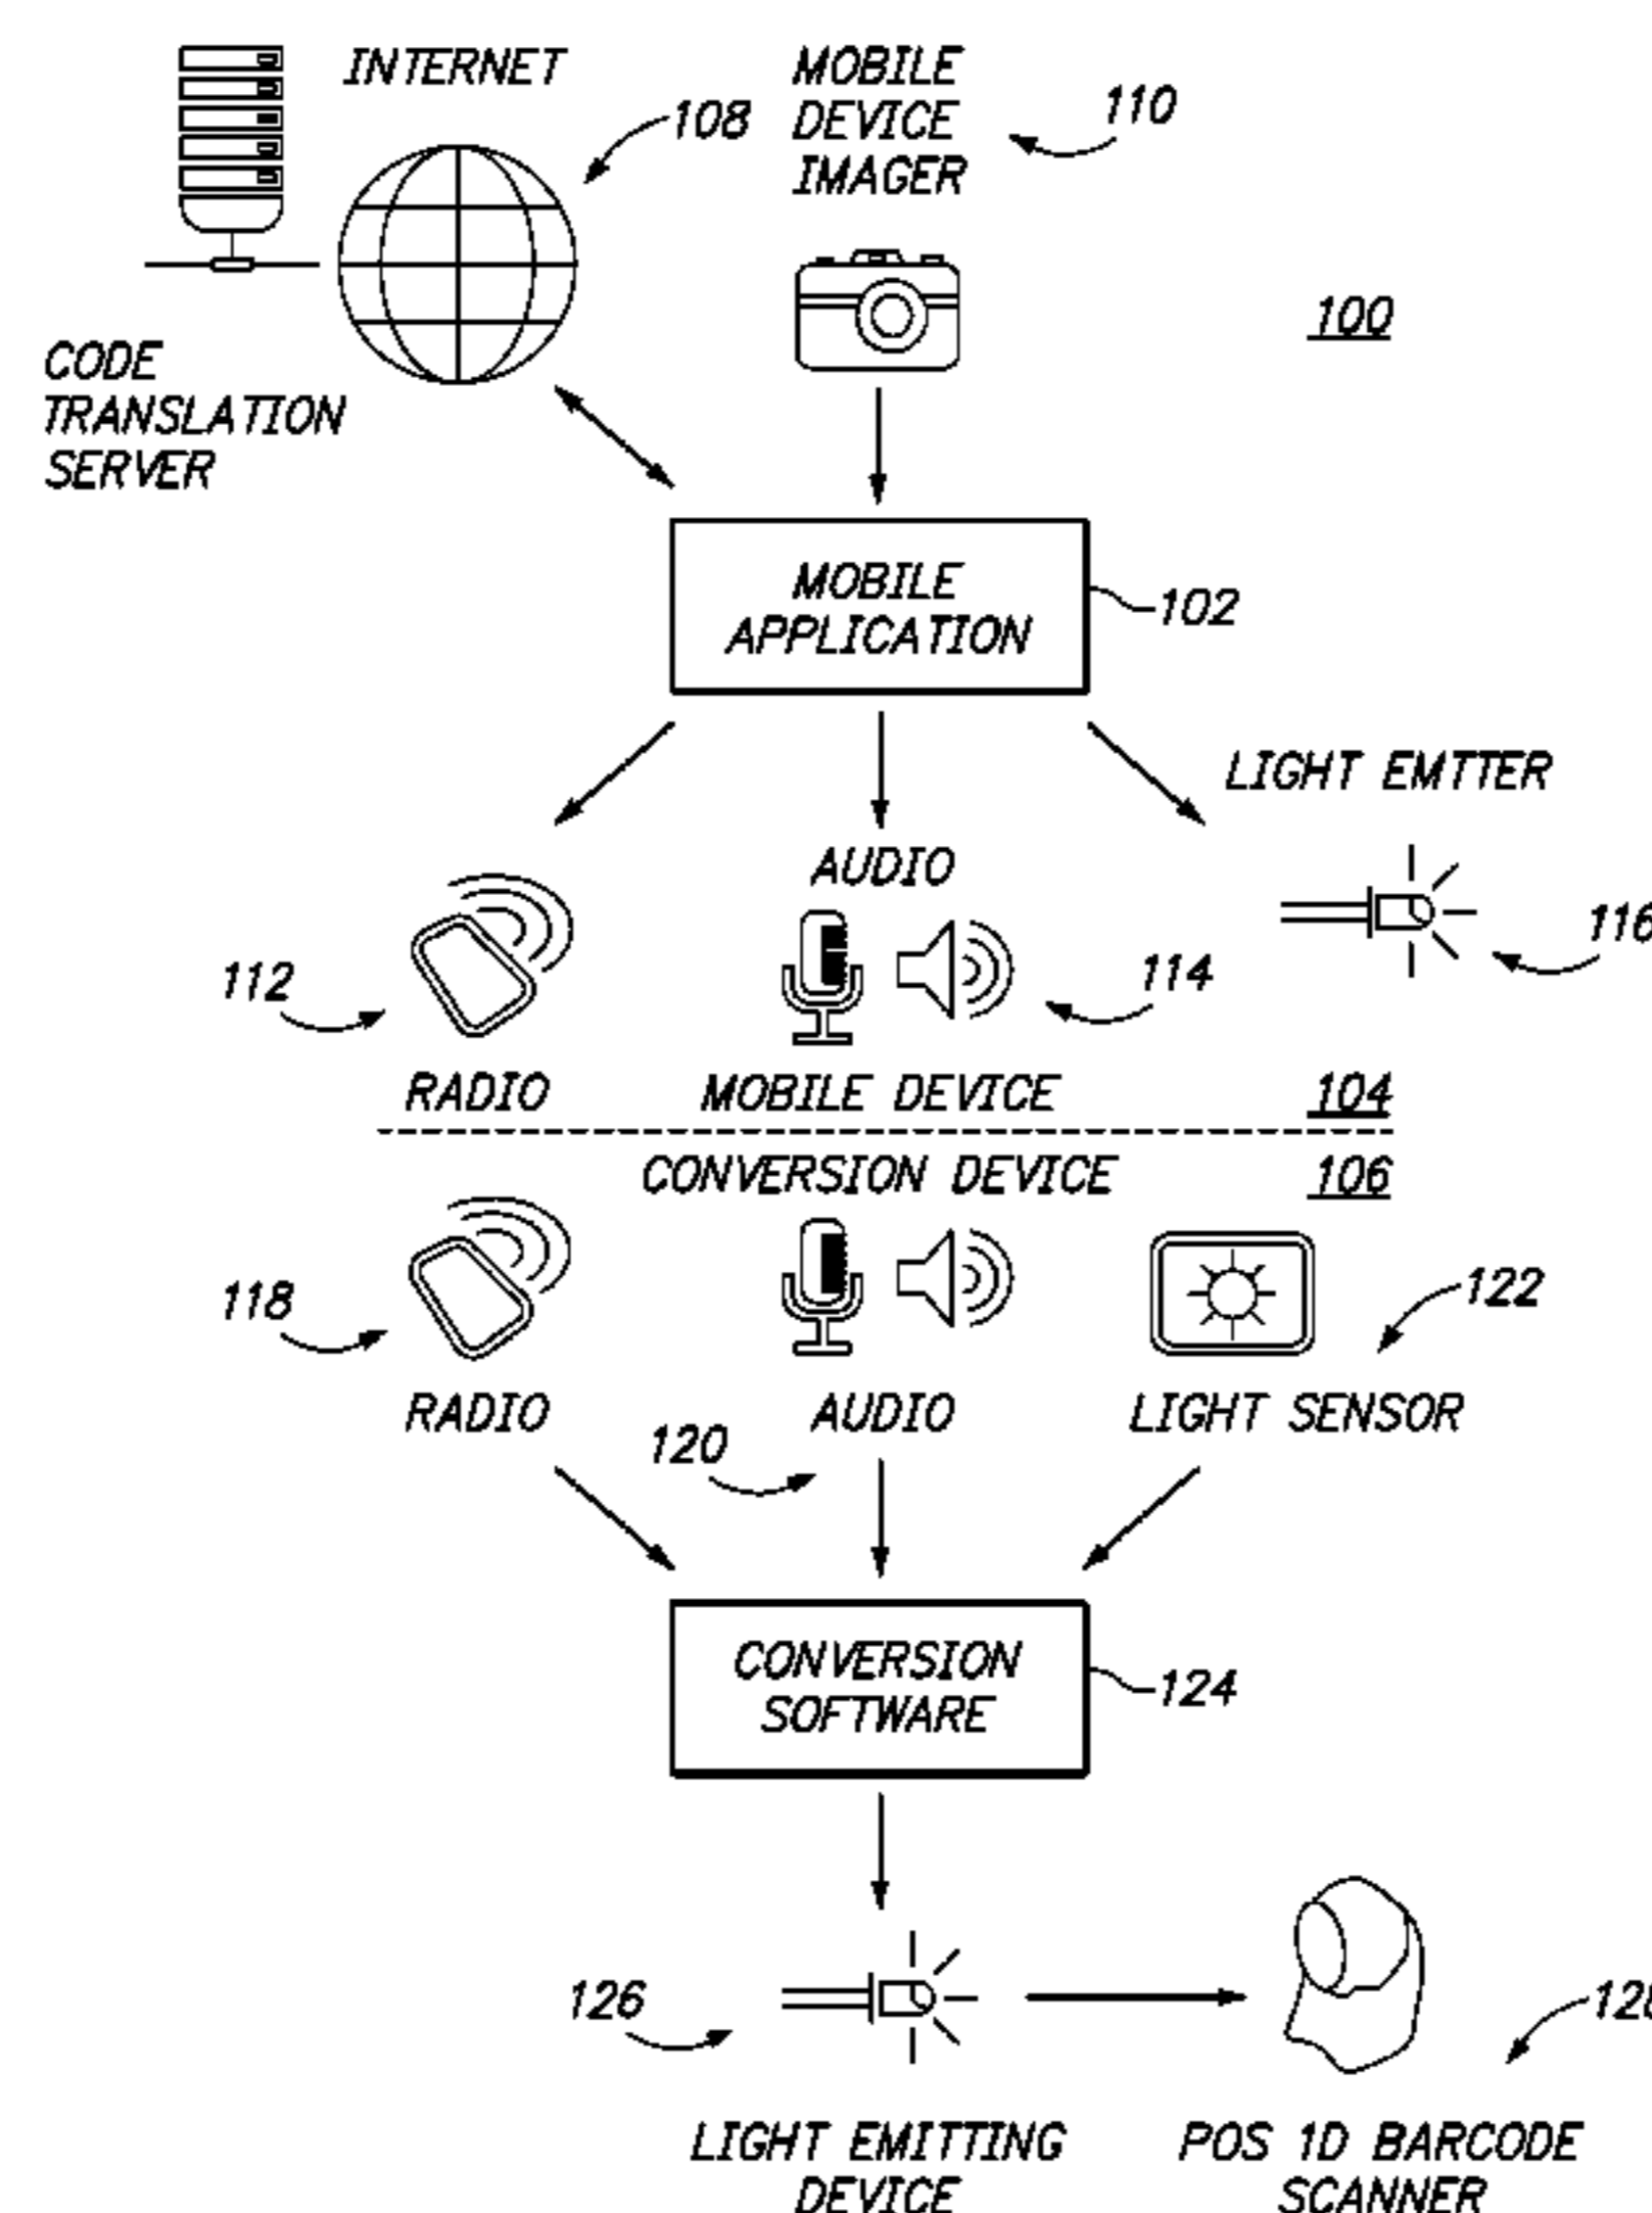 INTERNET
108
MOBILE
DEVICE
IMAGER
110
100
CODE
TRANSLATION
SERVER
MOBILE
APPLICATION
102
LIGHT EMTTER
AUDIO
116
112
114
RADIO
MOBILE DEVICE
104
CONVERSION DEVICE
106
118
122
RADIO
120
AUDIO
LIGHT SENSOR
CONVERSION
SOFTWARE
124
126
LIGHT EMITTING
DEVICE
POS 1D BARCODE
SCANNER